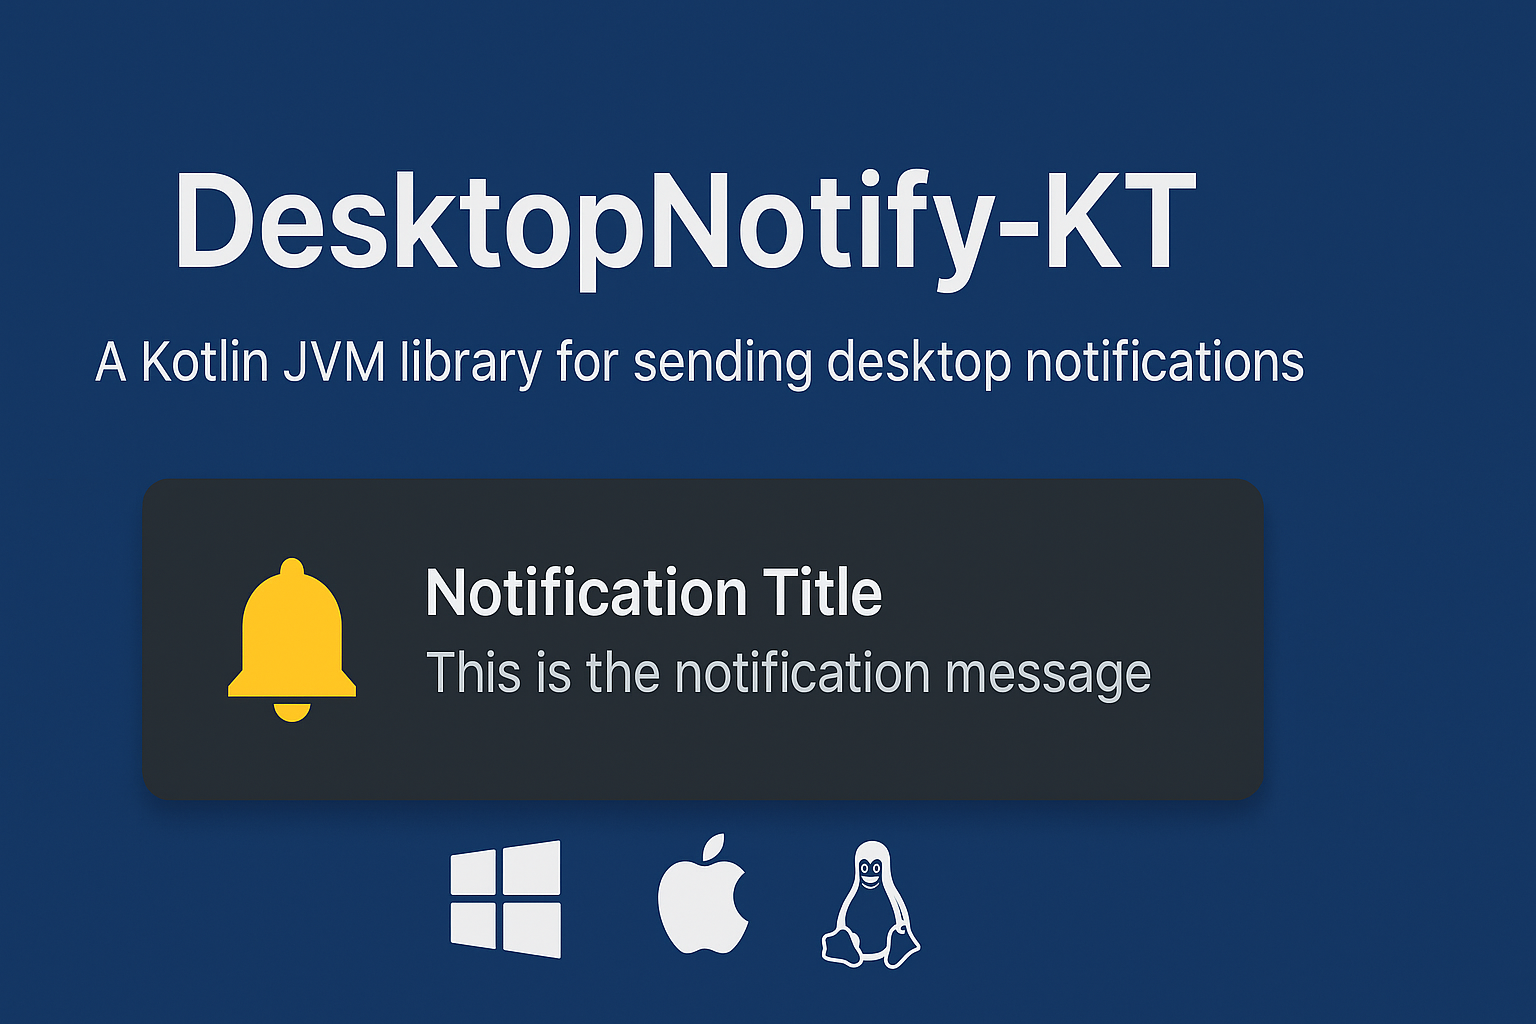 DesktopNotify-KT
A Kotlin JVM library for sending desktop notifications
Notification Title
This is the notification message